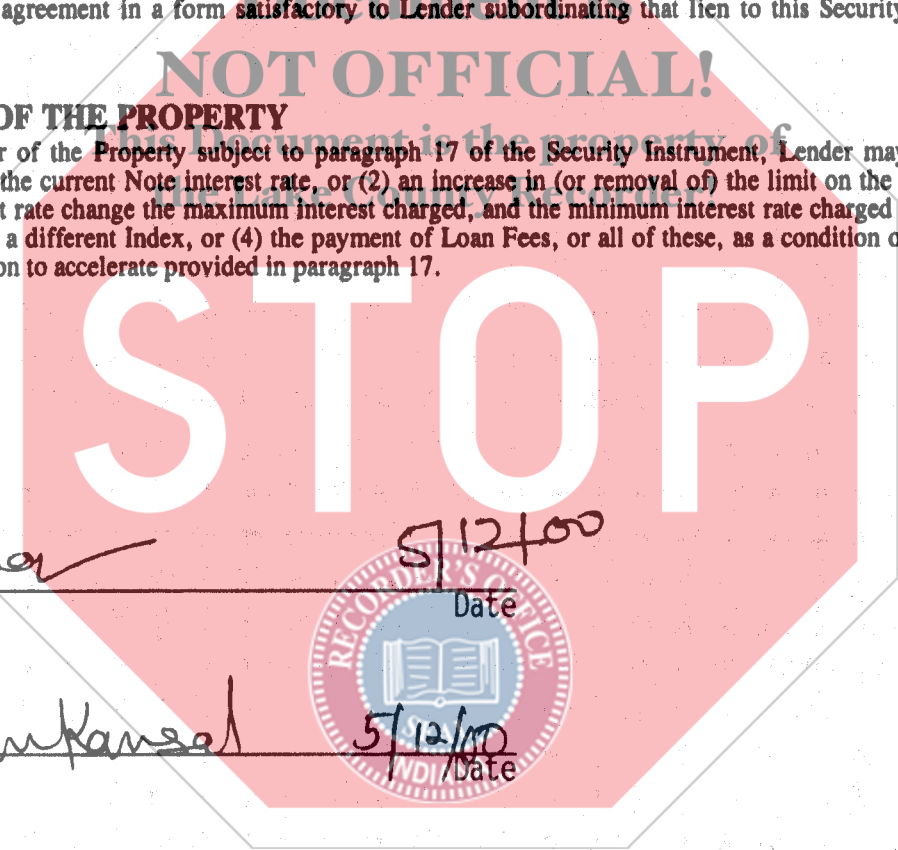 agreement in a form satisfactory to Lender subordinating that lien to this Security
NOT OFFICIAL!
OF THE PROPERTY
This Document is the property of
r of the Property subject to paragraph 17 of the Security Instrument, Lender may
the current Note interest rate, or (2) an increase in (or removal of) the limit on the
the Lake County Recorder!
t rate change the maximum interest charged, and the minimum interest rate charged
a different Index, or (4) the payment of Loan Fees, or all of these, as a condition o
on to accelerate provided in paragraph 17.
STOP
5/12/00
Date
RECORDER'S OFFICE
Kansal 5/12/00
Date